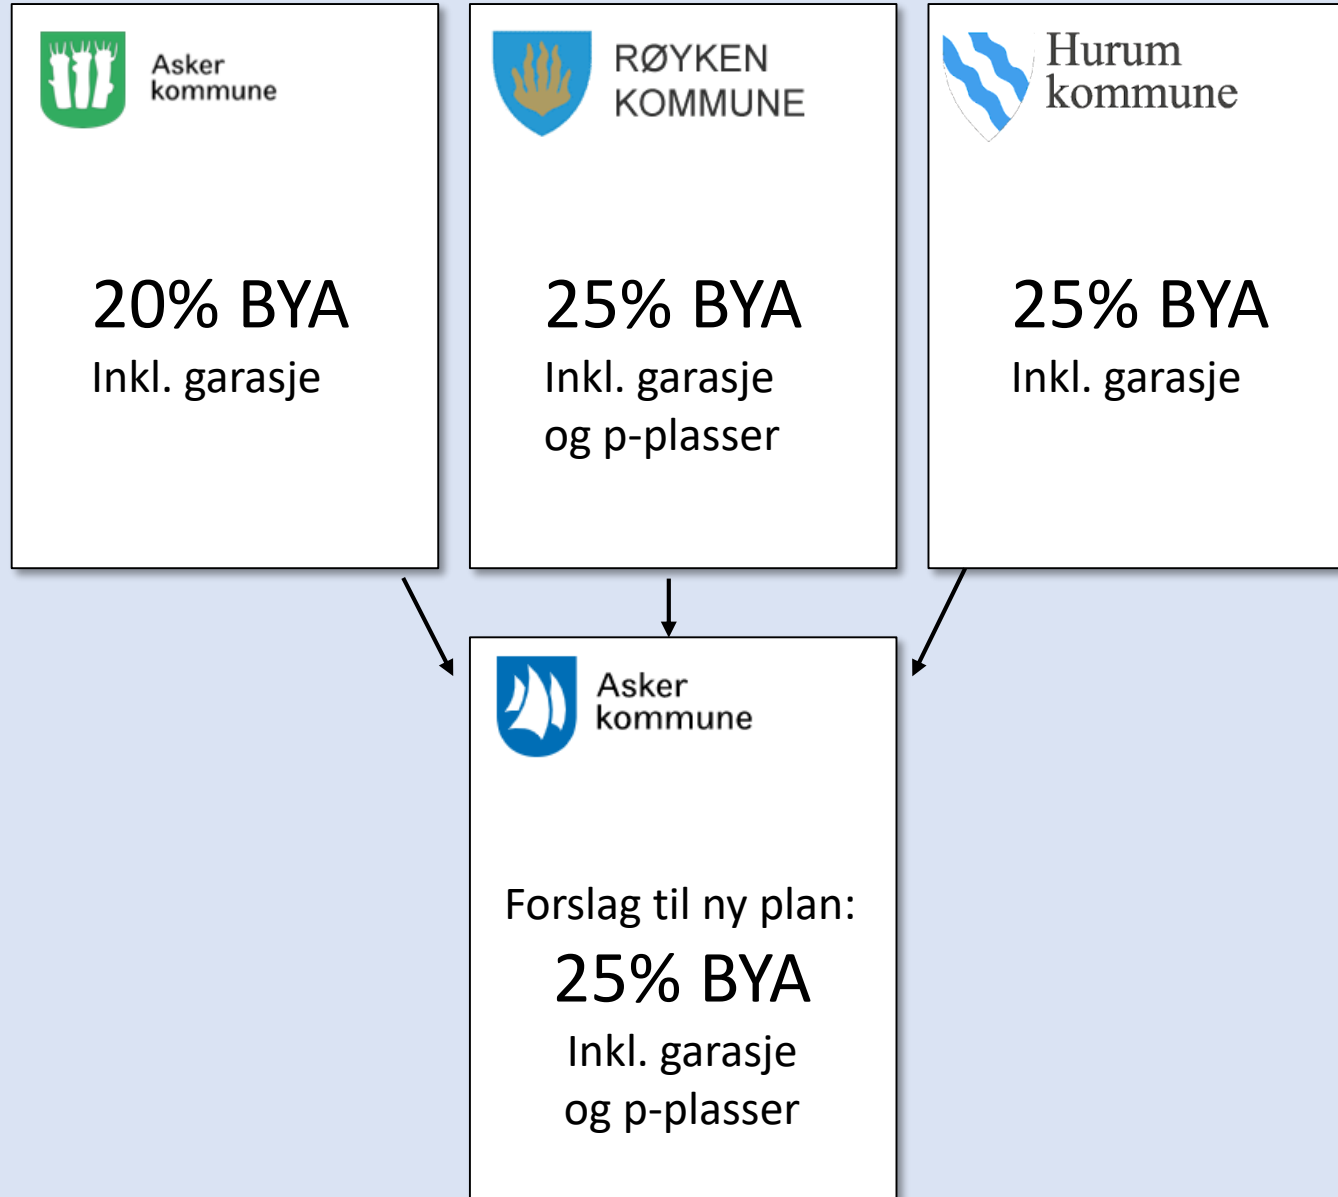 Asker
kommune
20% BYA
Inkl. garasje
RØYKEN
KOMMUNE
25% BYA
Inkl. garasje
og p-plasser
Hurum
kommune
25% BYA
Inkl. garasje
Asker
kommune
Forslag til ny plan:
25% BYA
Inkl. garasje
og p-plasser